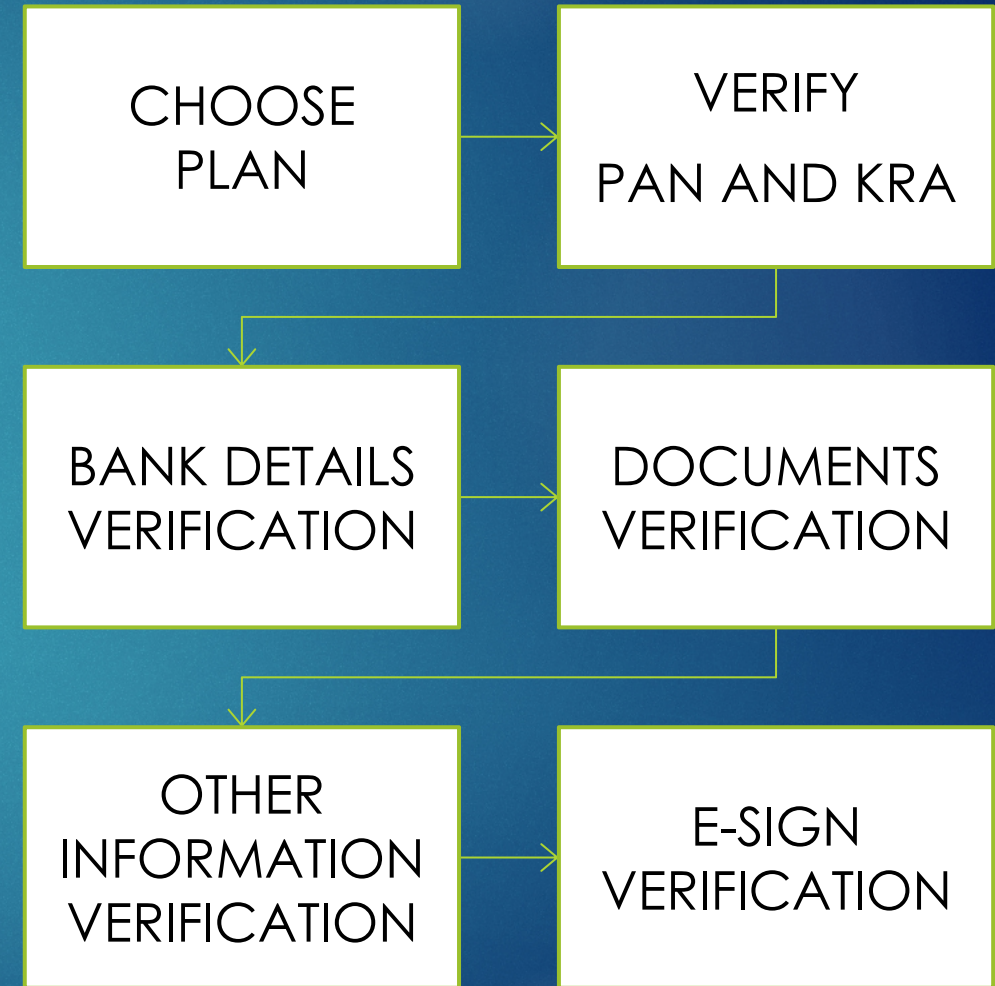 CHOOSE
PLAN
VERIFY
PAN AND KRA
BANK DETAILS
VERIFICATION
DOCUMENTS
VERIFICATION
OTHER
INFORMATION
VERIFICATION
E-SIGN
VERIFICATION